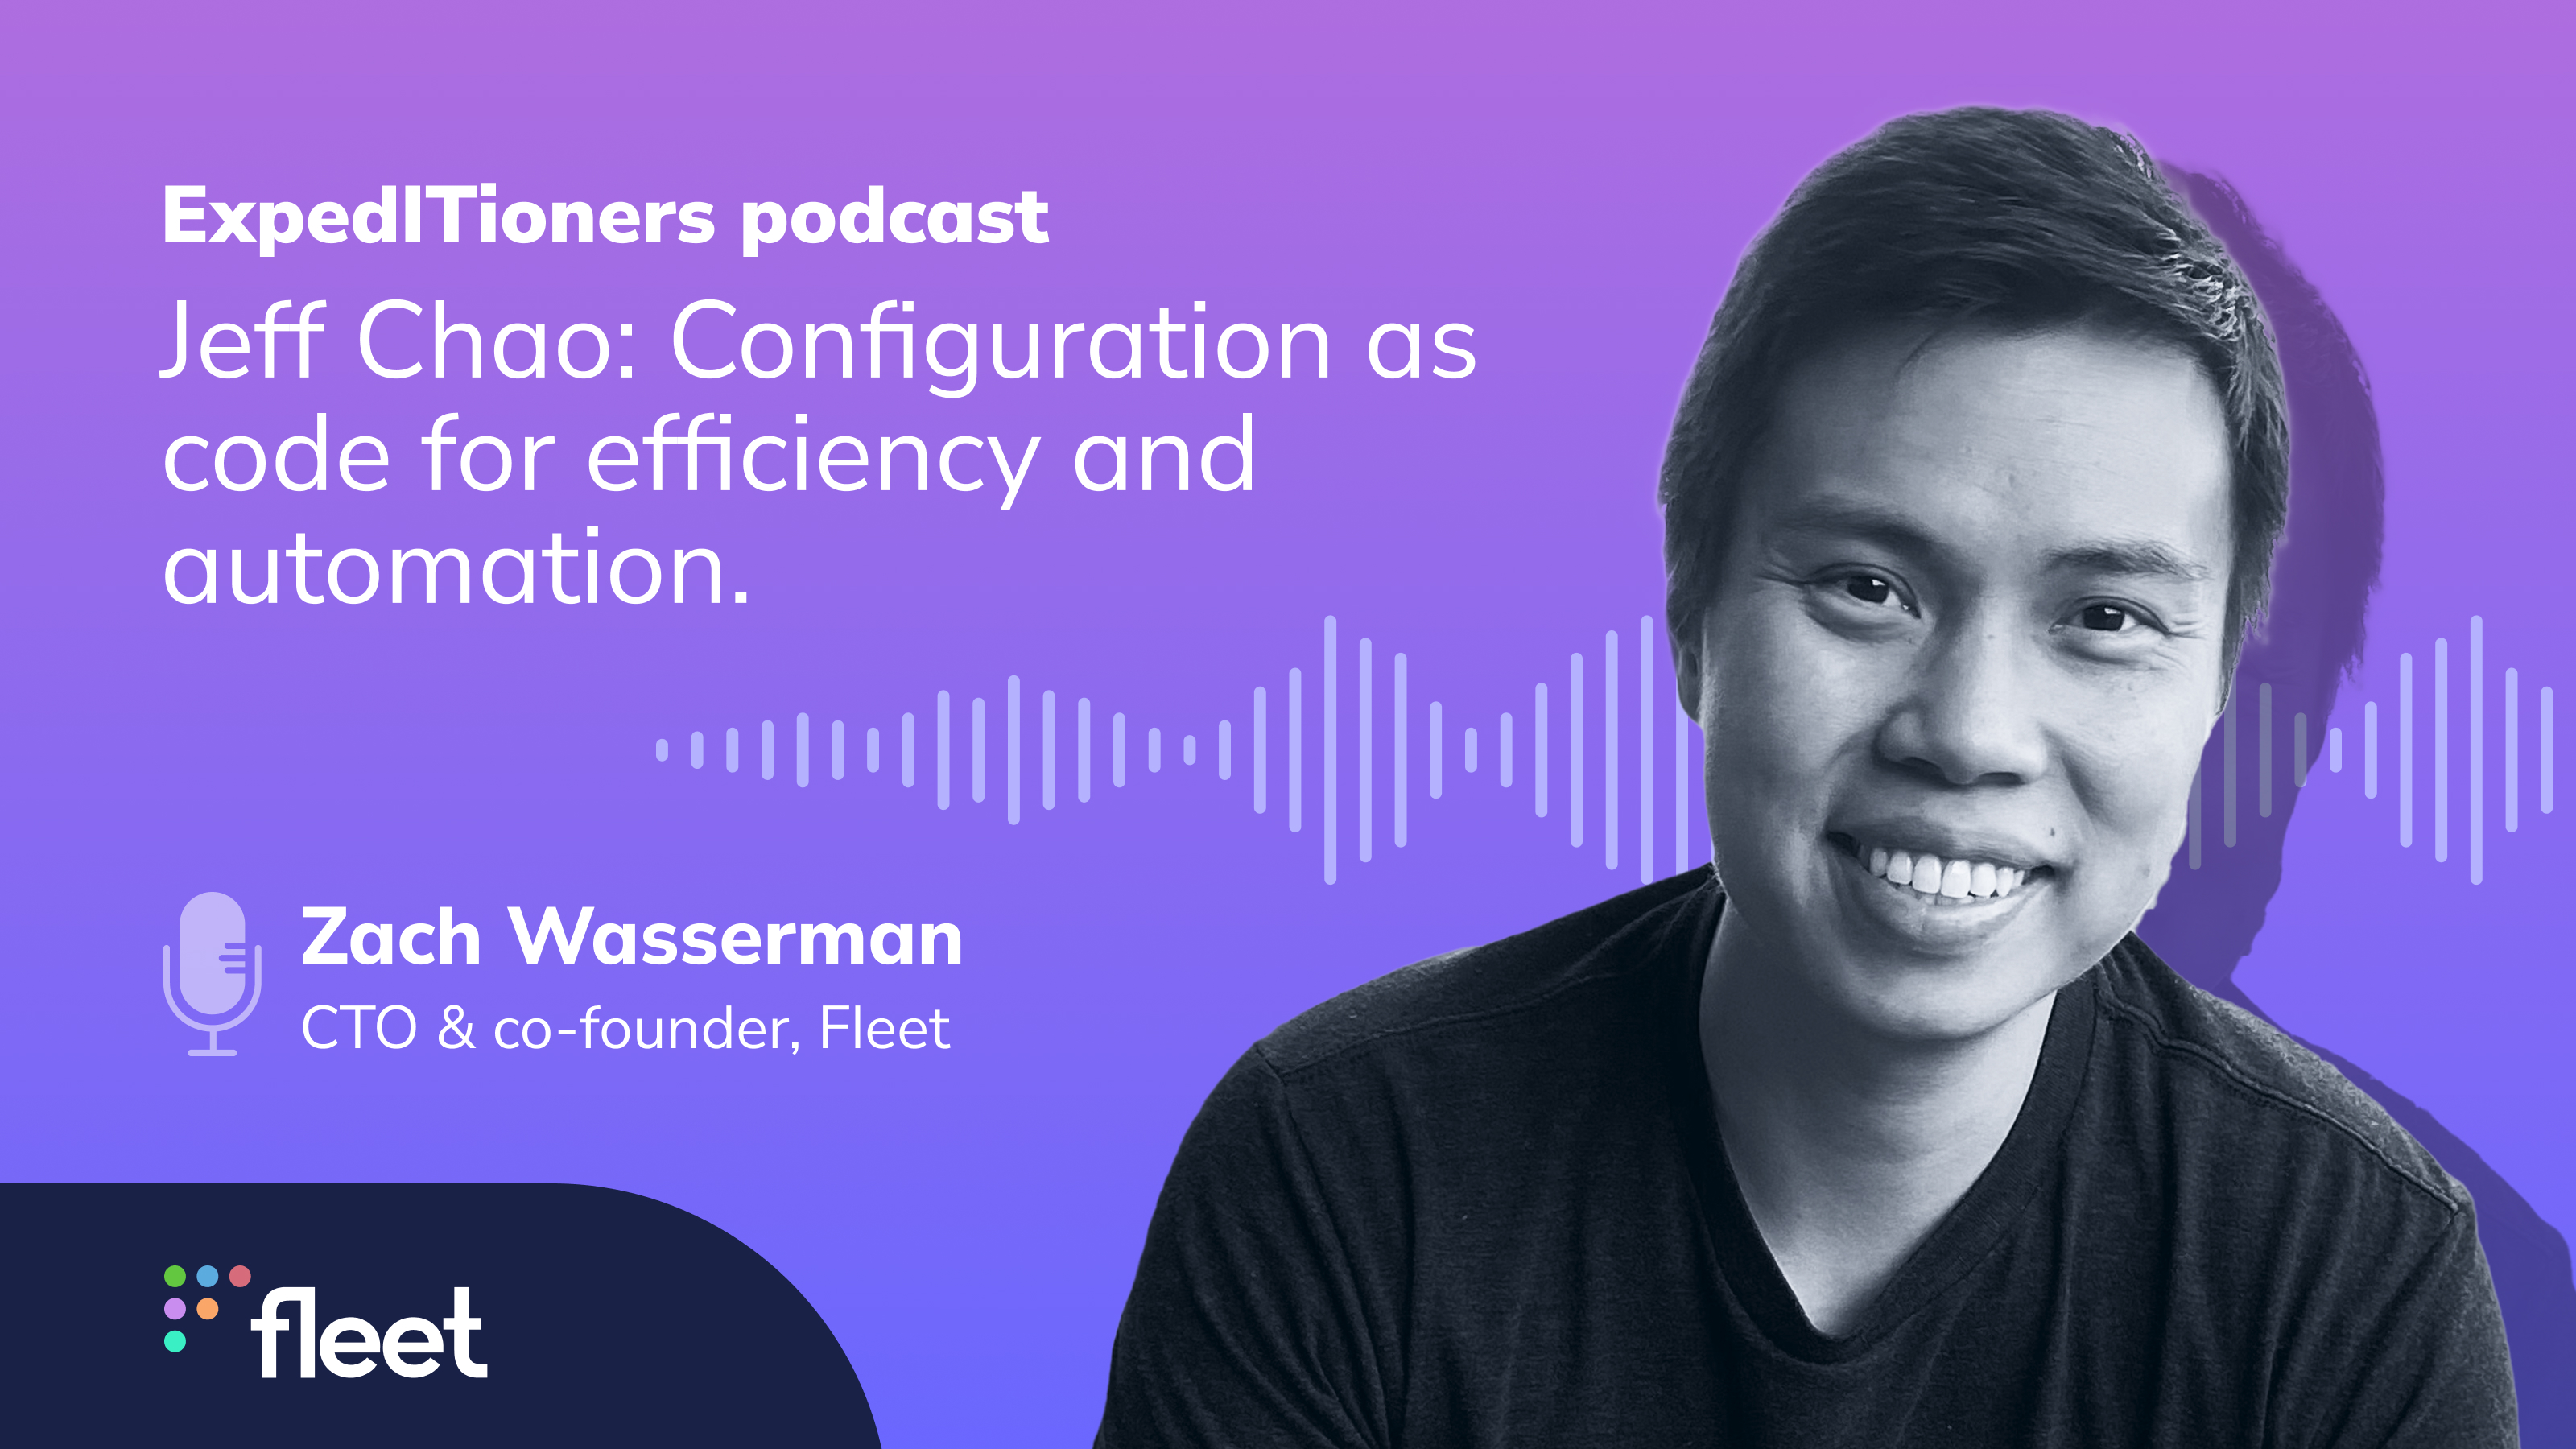 ExpedITioners podcast
Jeff Chao: Configuration as
code for efficiency and
automation.
Zach Wasserman
CTO & co-founder, Fleet
fleet